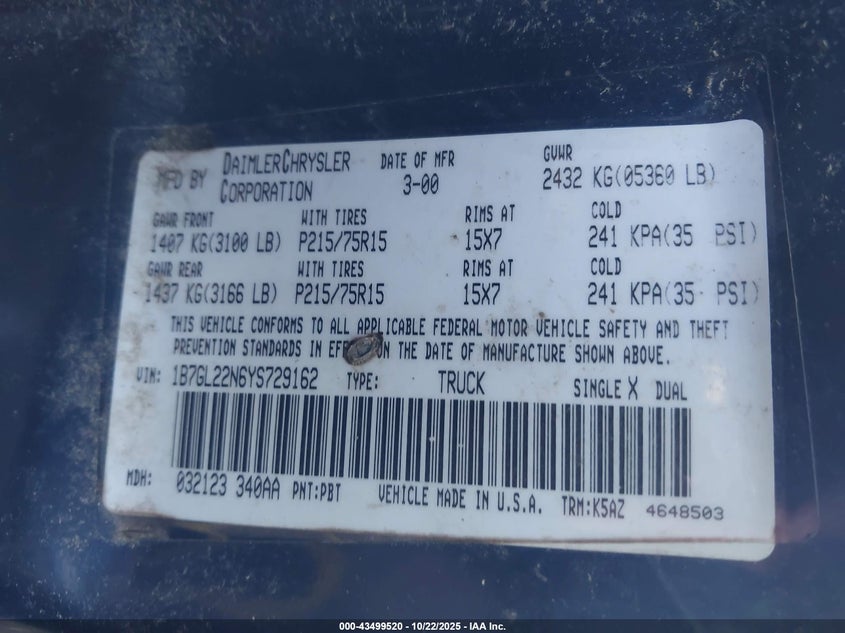 MFD BY DAIMLERCHRYSLER CORPORATION DATE OF MFR 3-00 GVWR 2432 KG(05360 LB)
GAWR FRONT WITH TIRES RIMS AT COLD
1407 KG(3100 LB) P215/75R15 15X7 241 KPA(35 PSI)
GAWR REAR WITH TIRES RIMS AT COLD
1437 KG(3166 LB) P215/75R15 15X7 241 KPA(35 PSI)
THIS VEHICLE CONFORMS TO ALL APPLICABLE FEDERAL MOTOR VEHICLE SAFETY AND THEFT
PREVENTION STANDARDS IN EFFECT ON THE DATE OF MANUFACTURE SHOWN ABOVE.
VIN: 1B7GL22N6YS729162 TYPE: TRUCK SINGLE X DUAL
MDH: 032123 340AA PNT:PBT VEHICLE MADE IN U.S.A. TRM:K5AZ 4648503
000-43499520 - 10/22/2025 - IAA Inc.